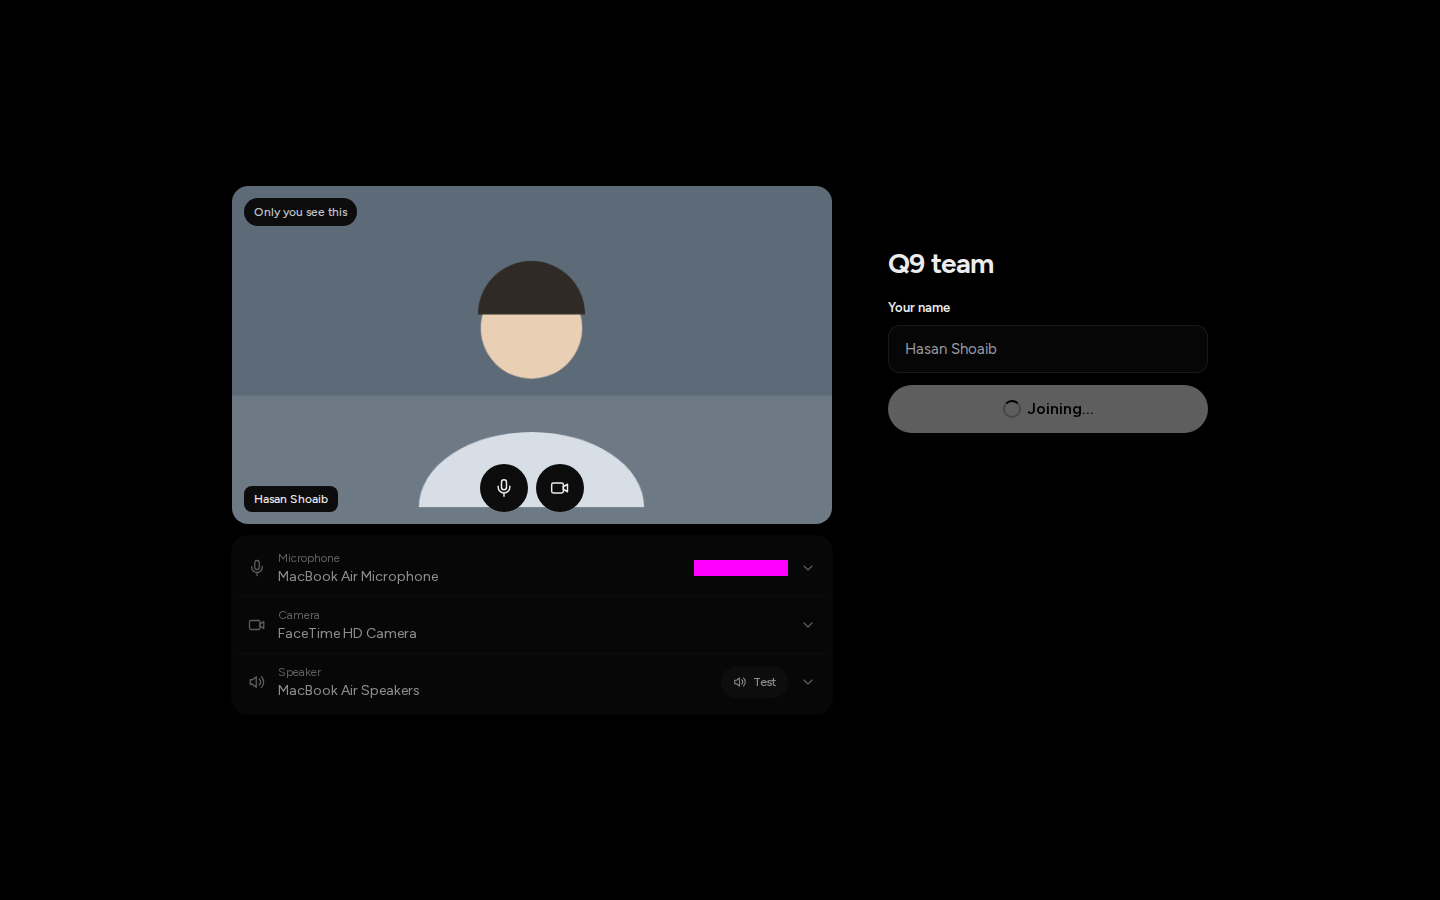 Only you see this
Hasan Shoaib
Microphone
MacBook Air Microphone
Camera
FaceTime HD Camera
Speaker
MacBook Air Speakers
Test
Q9 team
Your name
Hasan Shoaib
Joining...